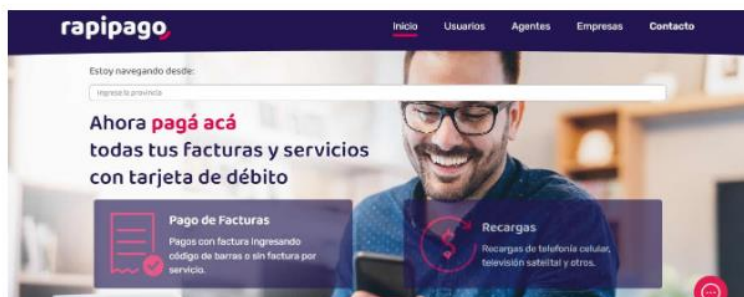 rapipago
Inicio Usuarios Agentes Empresas Contacto
Estoy navegando desde:
Ingrese la provincia
Ahora pagá acá
todas tus facturas y servicios
con tarjeta de débito
Pago de Facturas
Pagos con factura ingresando
código de barras o sin factura por
servicio.
Recargas
Recargas de telefonía celular,
televisión satelital y otros.